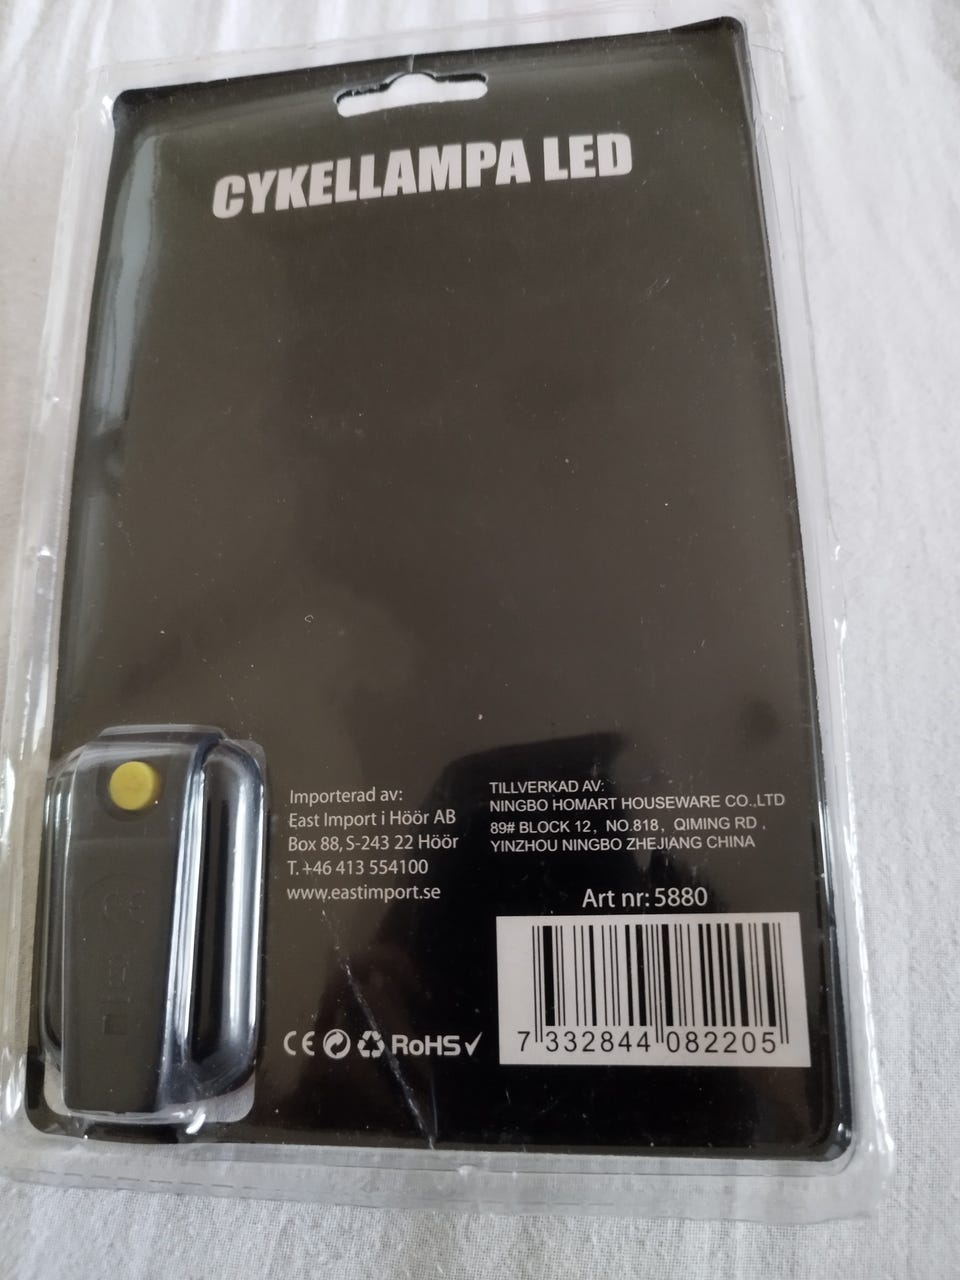 CYKELLAMPA LED
Importerad av:
East Import i Höör AB
Box 88, S-243 22 Höör
T. +46 413 554100
www.eastimport.se
TILLVERKAD AV:
NINGBO HOMART HOUSEWARE CO.,LTD
89# BLOCK 12, NO.818, QIMING RD ,
YINZHOU NINGBO ZHEJIANG CHINA
Art nr: 5880
7 332844 082205
CE RoHS✓